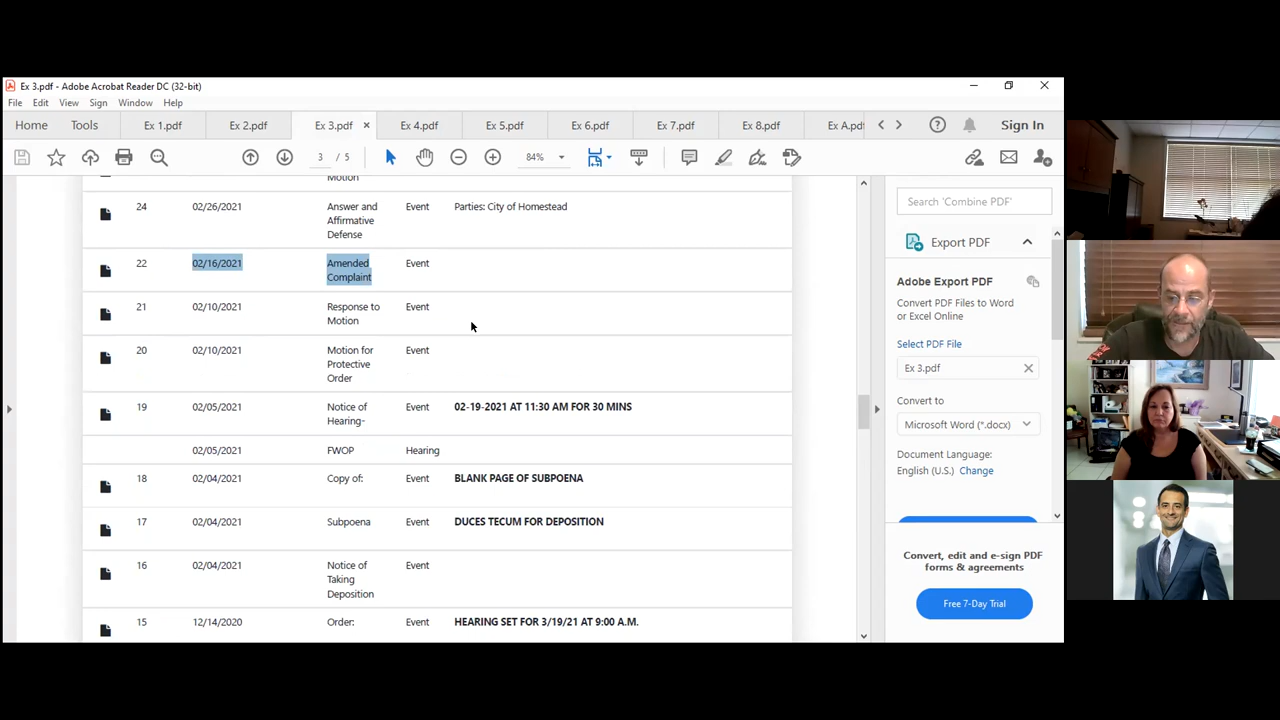 Ex 3.pdf - Adobe Acrobat Reader DC (32-bit)
File Edit View Sign Window Help
Home Tools Ex 1.pdf Ex 2.pdf Ex 3.pdf × Ex 4.pdf Ex 5.pdf Ex 6.pdf Ex 7.pdf Ex 8.pdf Ex A.pdf Sign In
3 / 5 84%
Motion
24 02/26/2021 Answer and Event Parties: City of Homestead
Affirmative
Defense
22 02/16/2021 Amended Event
Complaint
21 02/10/2021 Response to Event
Motion
20 02/10/2021 Motion for Event
Protective
Order
19 02/05/2021 Notice of Event 02-19-2021 AT 11:30 AM FOR 30 MINS
Hearing-
02/05/2021 FWOP Hearing
18 02/04/2021 Copy of: Event BLANK PAGE OF SUBPOENA
17 02/04/2021 Subpoena Event DUCES TECUM FOR DEPOSITION
16 02/04/2021 Notice of Event
Taking
Deposition
15 12/14/2020 Order: Event HEARING SET FOR 3/19/21 AT 9:00 A.M.
Search 'Combine PDF'
Export PDF
Adobe Export PDF
Convert PDF Files to Word
or Excel Online
Select PDF File
Ex 3.pdf
Convert to
Microsoft Word (*.docx)
Document Language:
English (U.S.) Change
Convert, edit and e-sign PDF
forms & agreements
Free 7-Day Trial